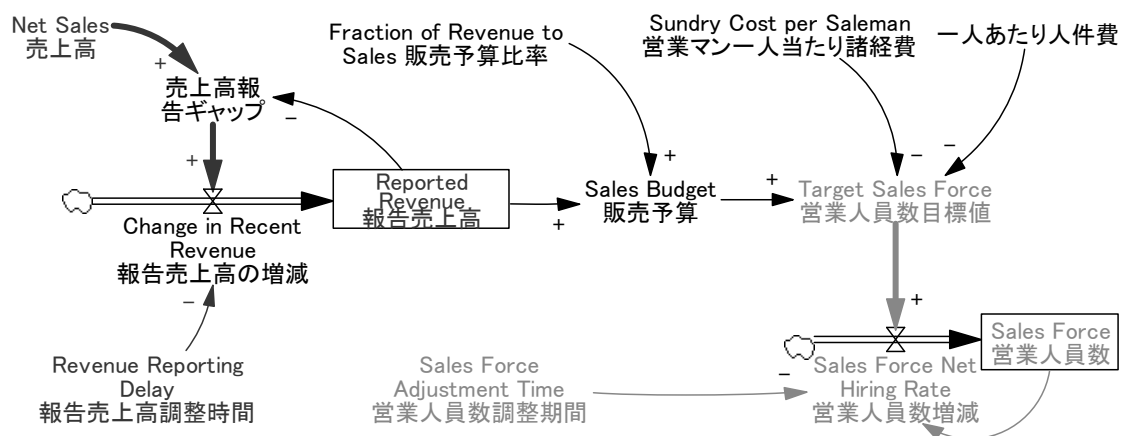 Net Sales
売上高
+
売上高報
告ギャップ
−
+
Fraction of Revenue to
Sales 販売予算比率
+
Sundry Cost per Saleman
営業マン一人当たり諸経費
−
一人あたり人件費
−
Reported
Revenue
報告売上高
+
Sales Budget
販売予算
+
Target Sales Force
営業人員数目標値
Change in Recent
Revenue
報告売上高の増減
−
Revenue Reporting
Delay
報告売上高調整時間
Sales Force
Adjustment Time
営業人員数調整期間
−
+
Sales Force Net
Hiring Rate
営業人員数増減
Sales Force
営業人員数